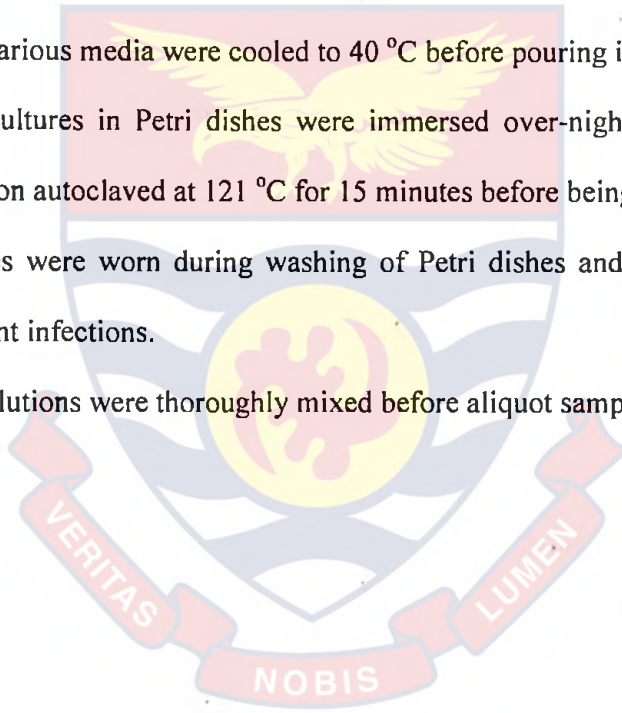 arious media were cooled to 40 °C before pouring i
ultures in Petri dishes were immersed over-nigh
on autoclaved at 121 °C for 15 minutes before being
s were worn during washing of Petri dishes and
nt infections.
lutions were thoroughly mixed before aliquot samp
VERITAS
NOBIS
LUMEN